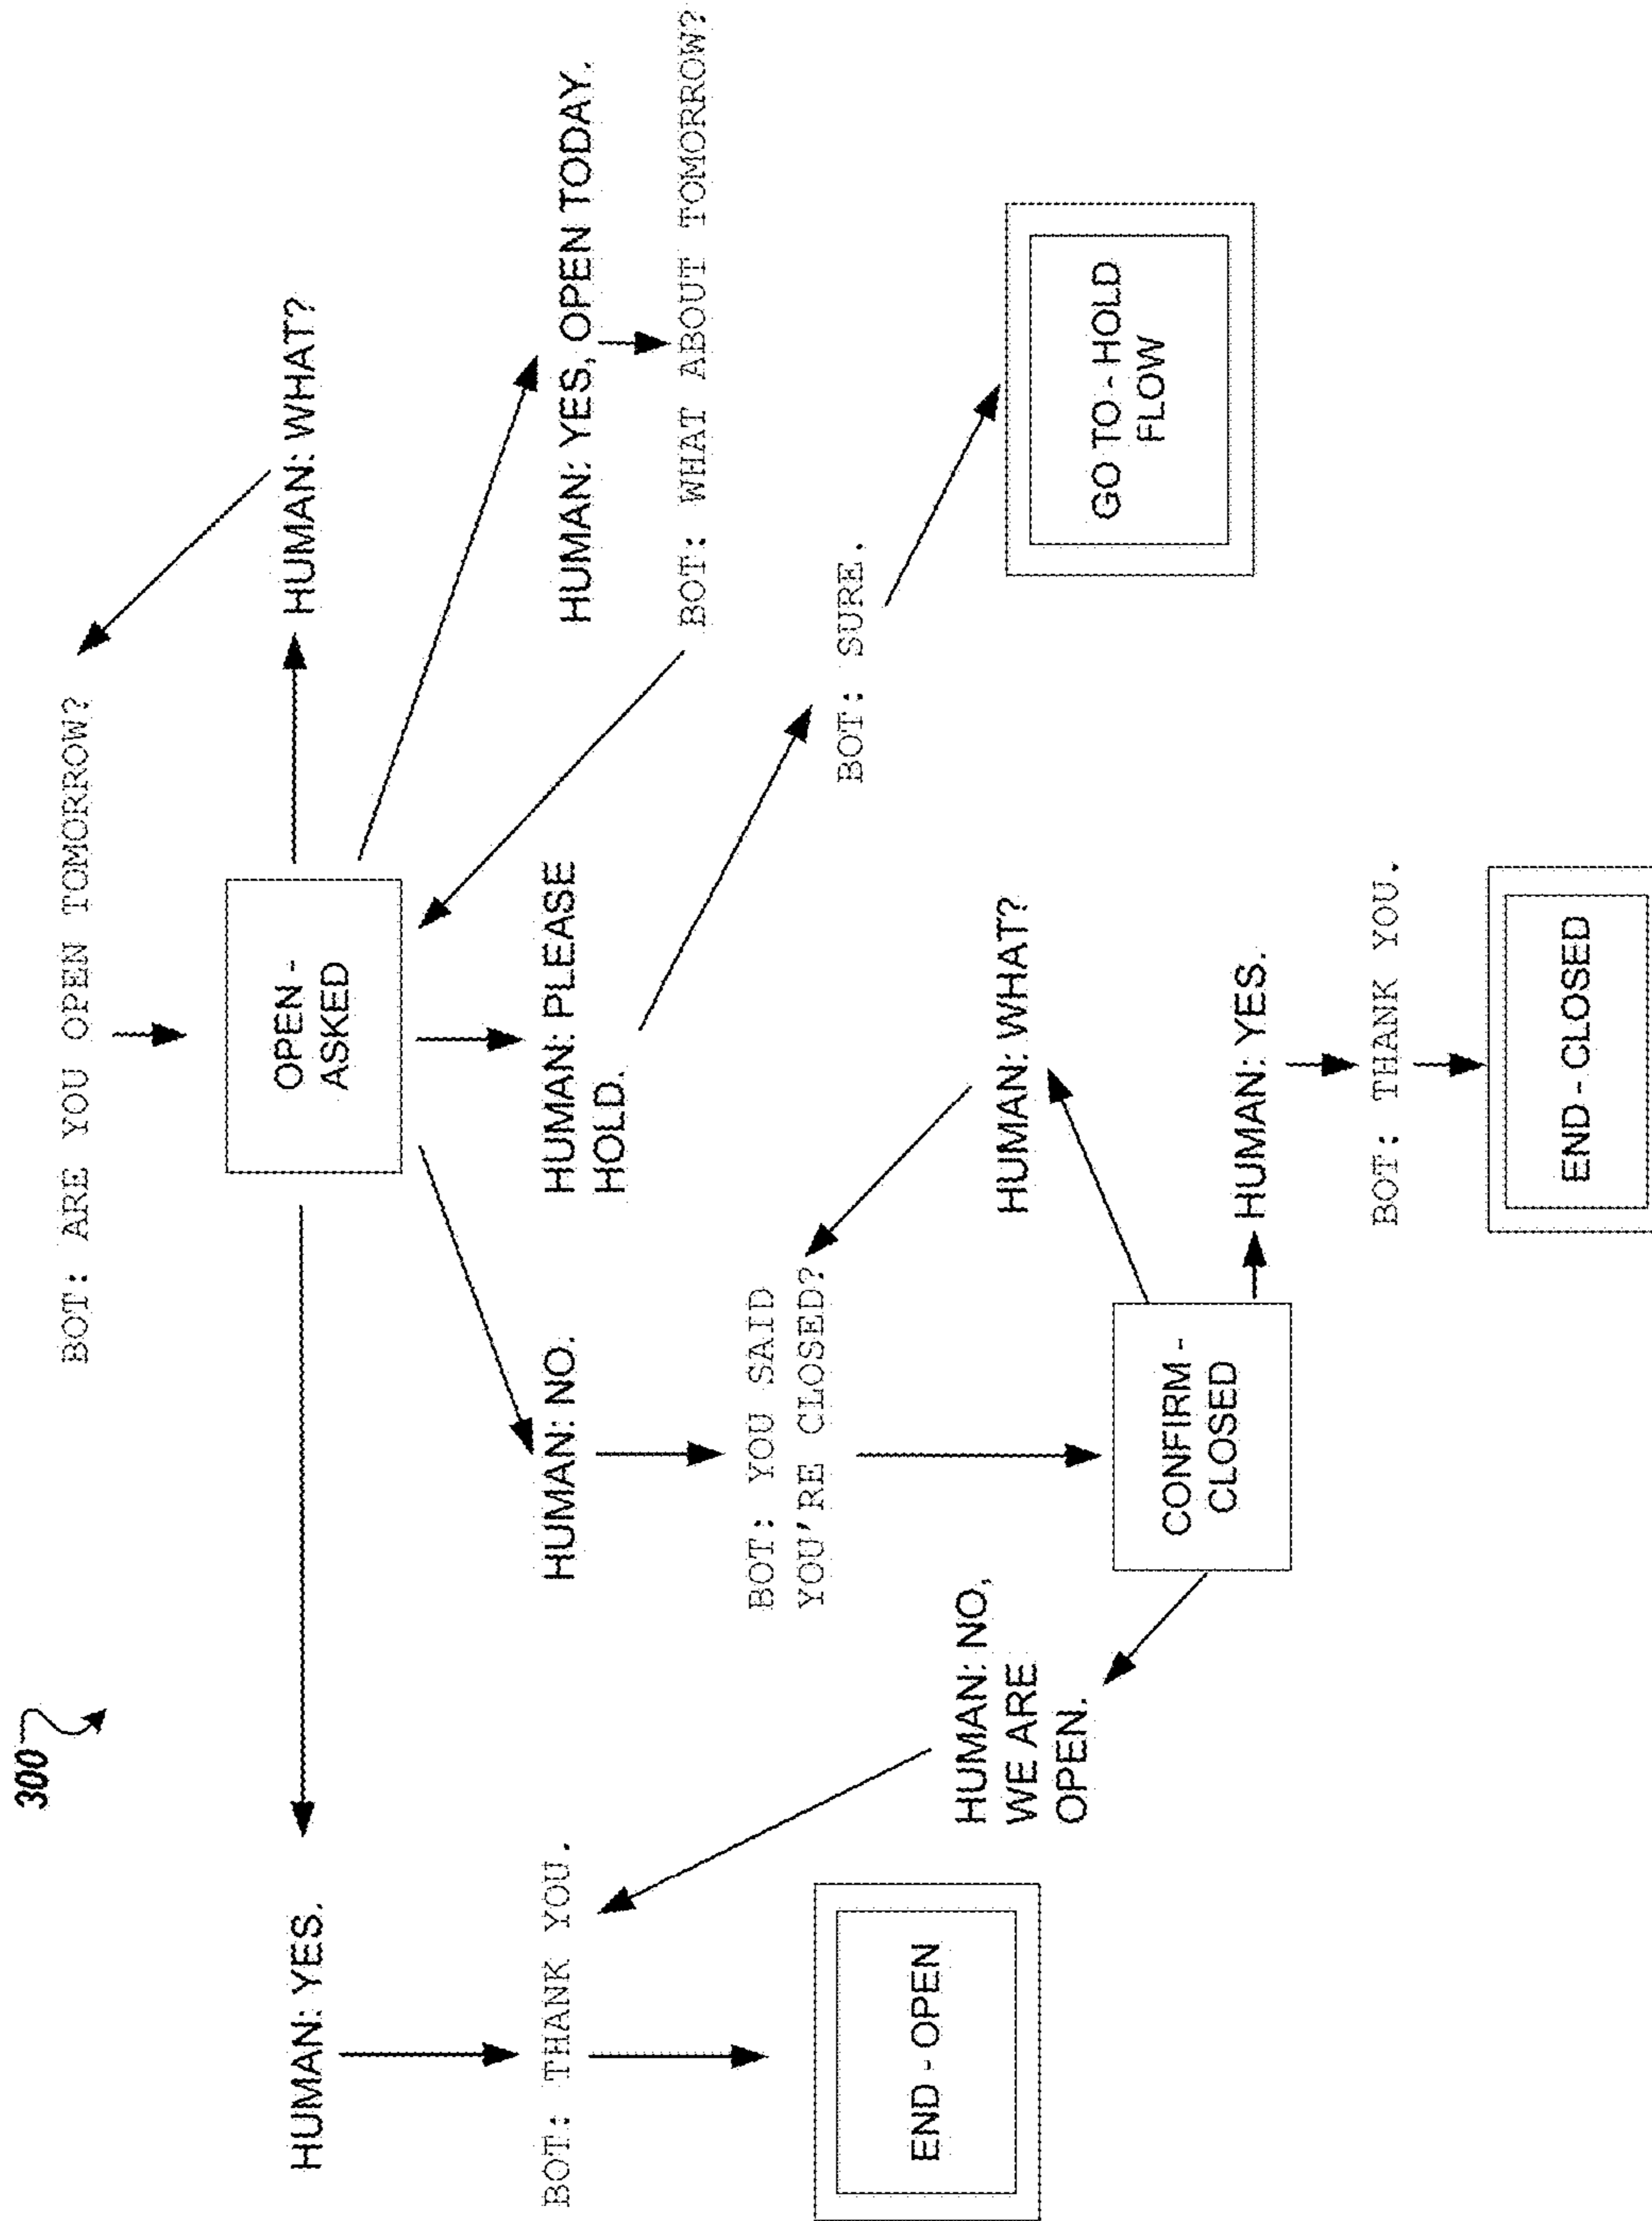 300
BOT: ARE YOU OPEN TOMORROW?
HUMAN: YES.
OPEN -
ASKED
HUMAN: WHAT?
BOT: THANK YOU.
HUMAN: NO.
HUMAN: PLEASE
HOLD.
HUMAN: YES, OPEN TODAY.
BOT: WHAT ABOUT TOMORROW?
BOT: YOU SAID
YOU'RE CLOSED?
BOT: SURE.
END - OPEN
HUMAN: NO,
WE ARE
OPEN.
HUMAN: WHAT?
GO TO - HOLD
FLOW
CONFIRM -
CLOSED
HUMAN: YES.
BOT: THANK YOU.
END - CLOSED